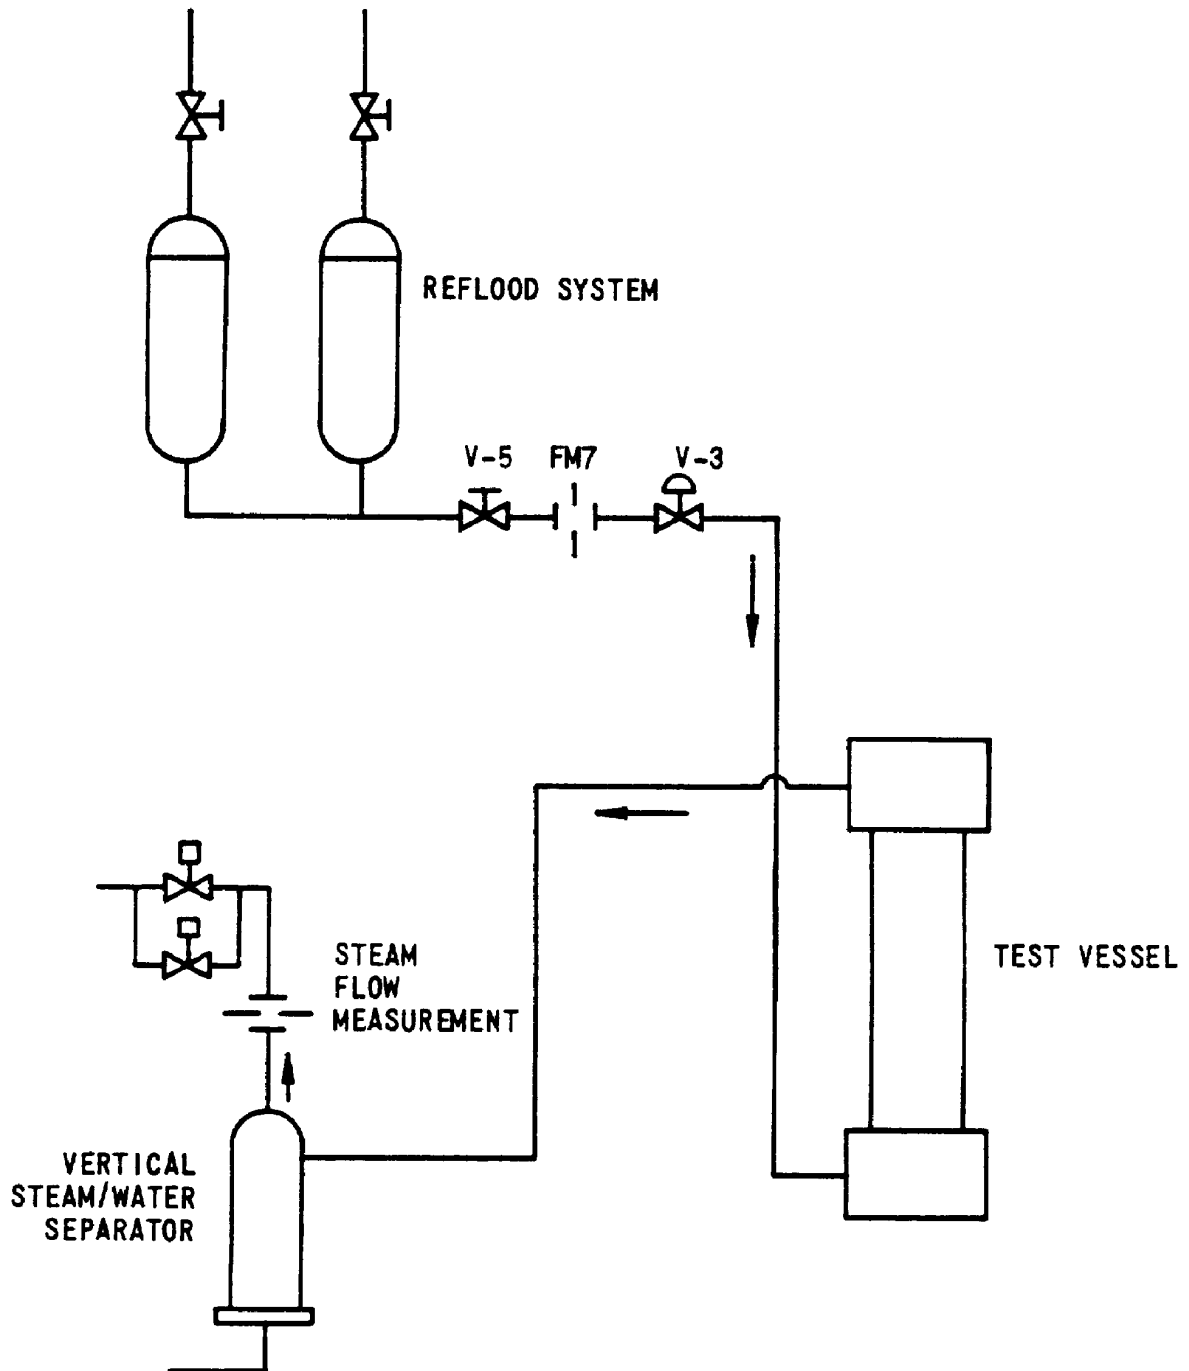 REFLOOD SYSTEM
V-5 FM7 V-3
STEAM
FLOW
MEASUREMENT
TEST VESSEL
VERTICAL
STEAM/WATER
SEPARATOR